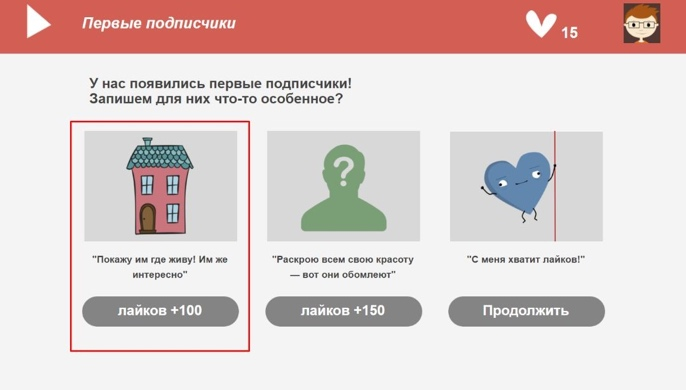 Первые подписчики
15
У нас появились первые подписчики!
Запишем для них что-то особенное?
?
"Покажу им где живу! Им же
интересно"
лайков +100
"Раскрою всем свою красоту
— вот они обомлеют"
лайков +150
"С меня хватит лайков!"
Продолжить